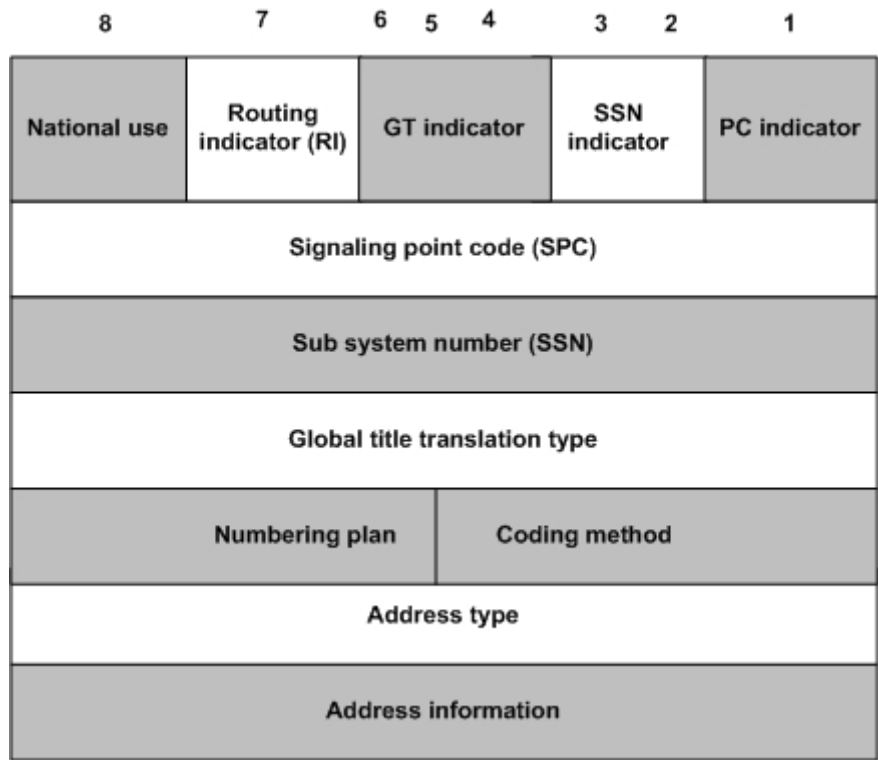 8 7 6 5 4 3 2 1
National use
Routing
indicator (RI)
GT indicator
SSN
indicator
PC indicator
Signaling point code (SPC)
Sub system number (SSN)
Global title translation type
Numbering plan
Coding method
Address type
Address information